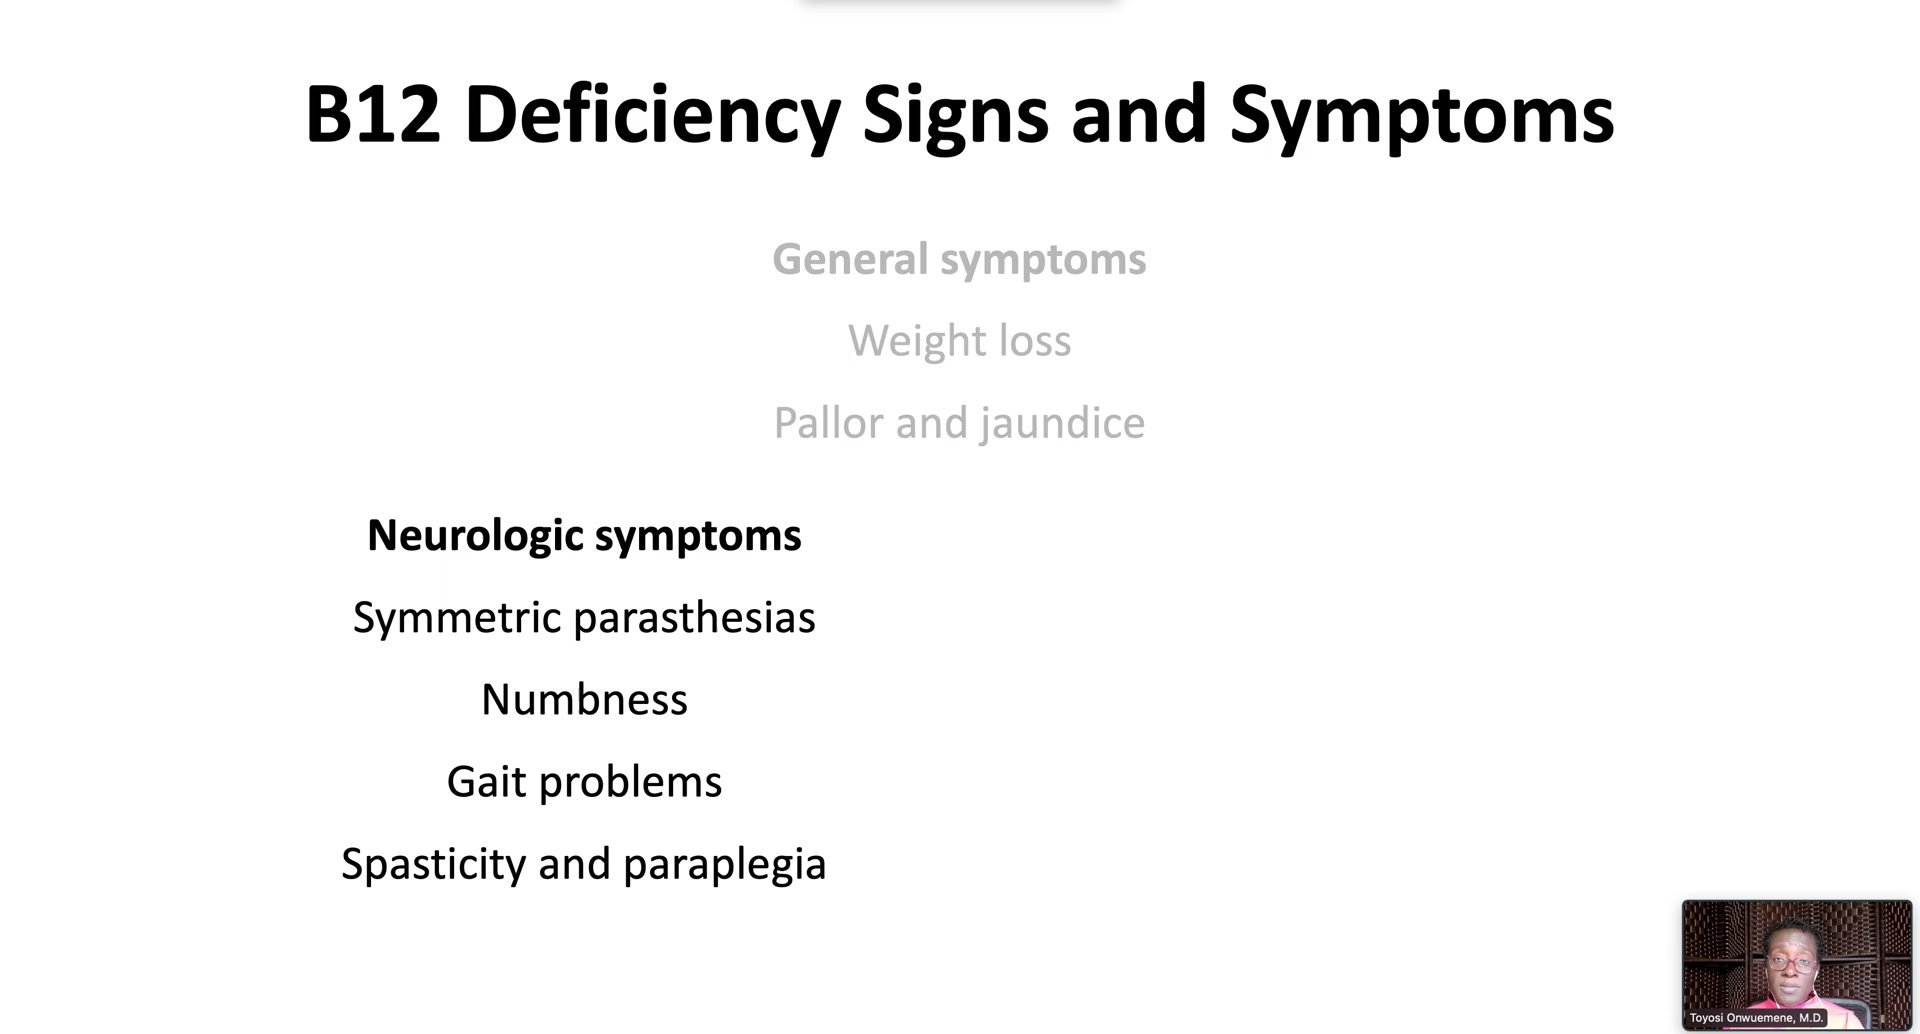 B12 Deficiency Signs and Symptoms
General symptoms
Weight loss
Pallor and jaundice
Neurologic symptoms
Symmetric parasthesias
Numbness
Gait problems
Spasticity and paraplegia
Toyosi Onwuemene, M.D.